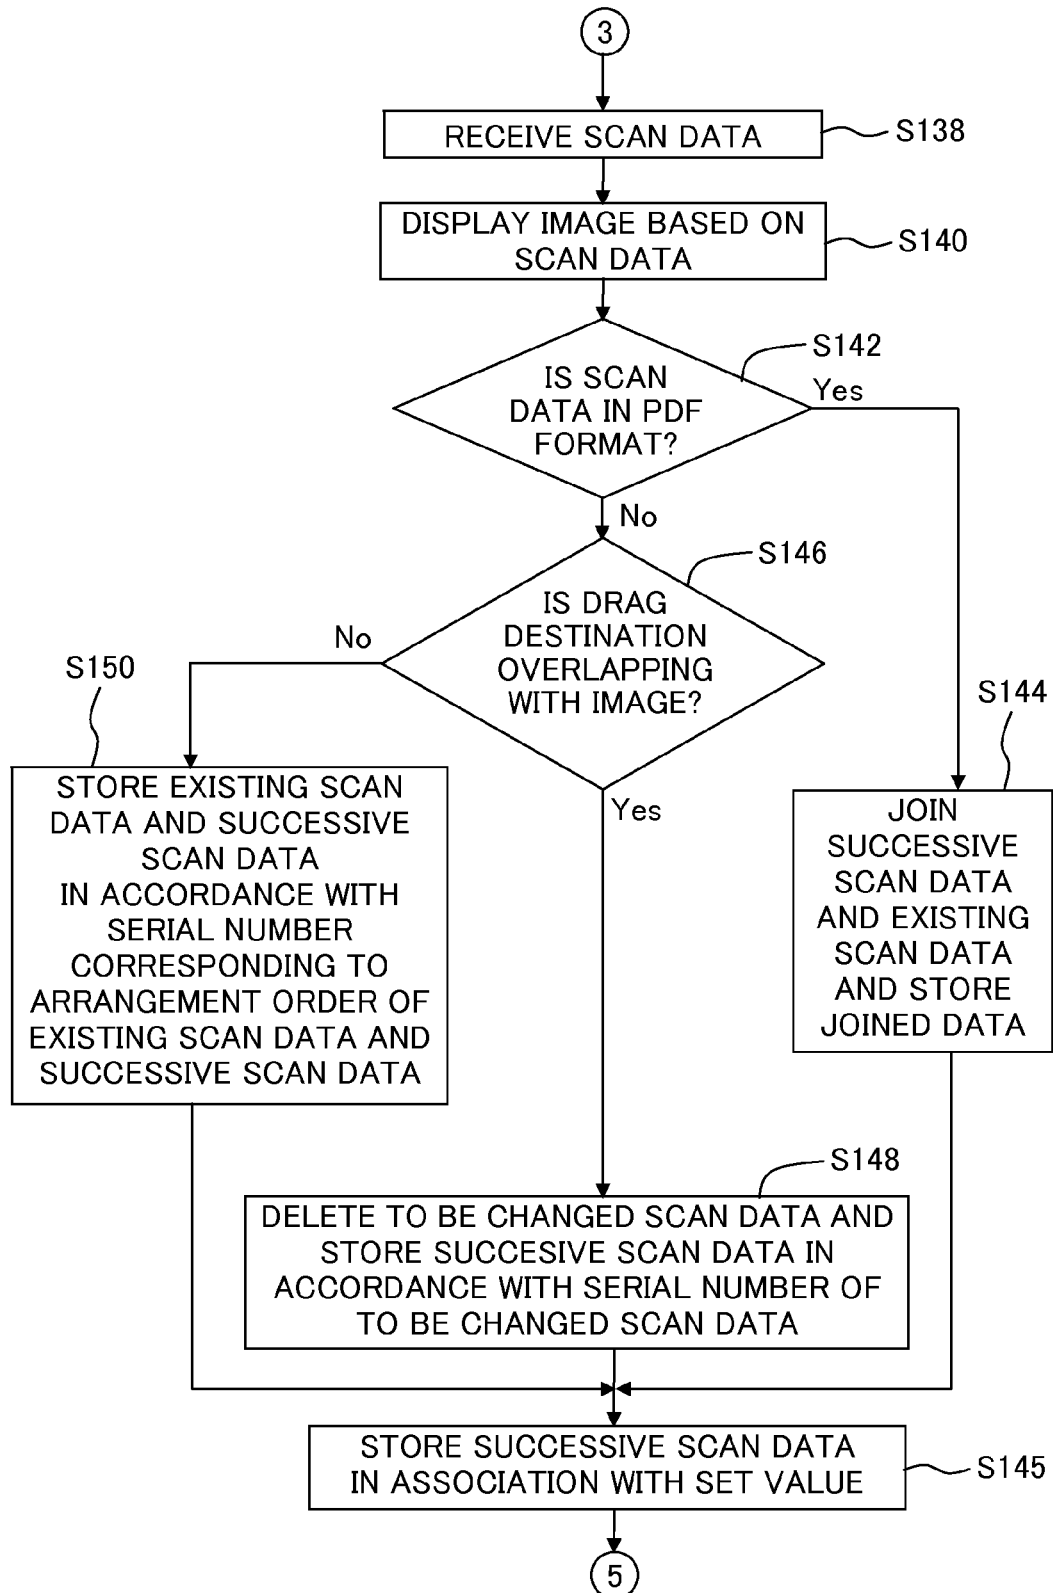 3
RECEIVE SCAN DATA
S138
DISPLAY IMAGE BASED ON
SCAN DATA
S140
IS SCAN
DATA IN PDF
FORMAT?
S142
Yes
No
IS DRAG
DESTINATION
OVERLAPPING
WITH IMAGE?
S146
No
Yes
S150
STORE EXISTING SCAN
DATA AND SUCCESSIVE
SCAN DATA
IN ACCORDANCE WITH
SERIAL NUMBER
CORRESPONDING TO
ARRANGEMENT ORDER OF
EXISTING SCAN DATA AND
SUCCESSIVE SCAN DATA
S144
JOIN
SUCCESSIVE
SCAN DATA
AND EXISTING
SCAN DATA
AND STORE
JOINED DATA
S148
DELETE TO BE CHANGED SCAN DATA AND
STORE SUCCESIVE SCAN DATA IN
ACCORDANCE WITH SERIAL NUMBER OF
TO BE CHANGED SCAN DATA
STORE SUCCESSIVE SCAN DATA
IN ASSOCIATION WITH SET VALUE
S145
5